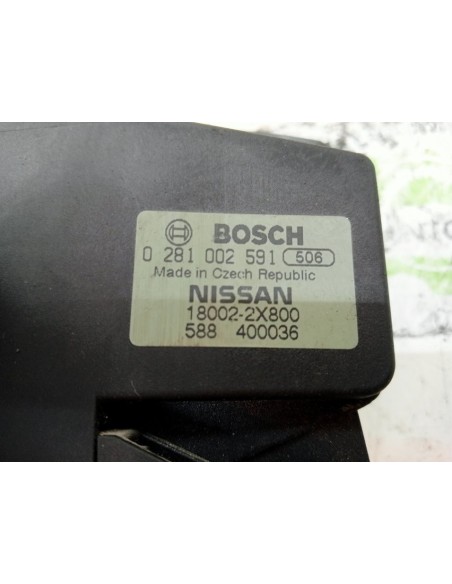 BOSCH
0 281 002 591 506
Made in Czech Republic
NISSAN
18002-2X800
588 400036